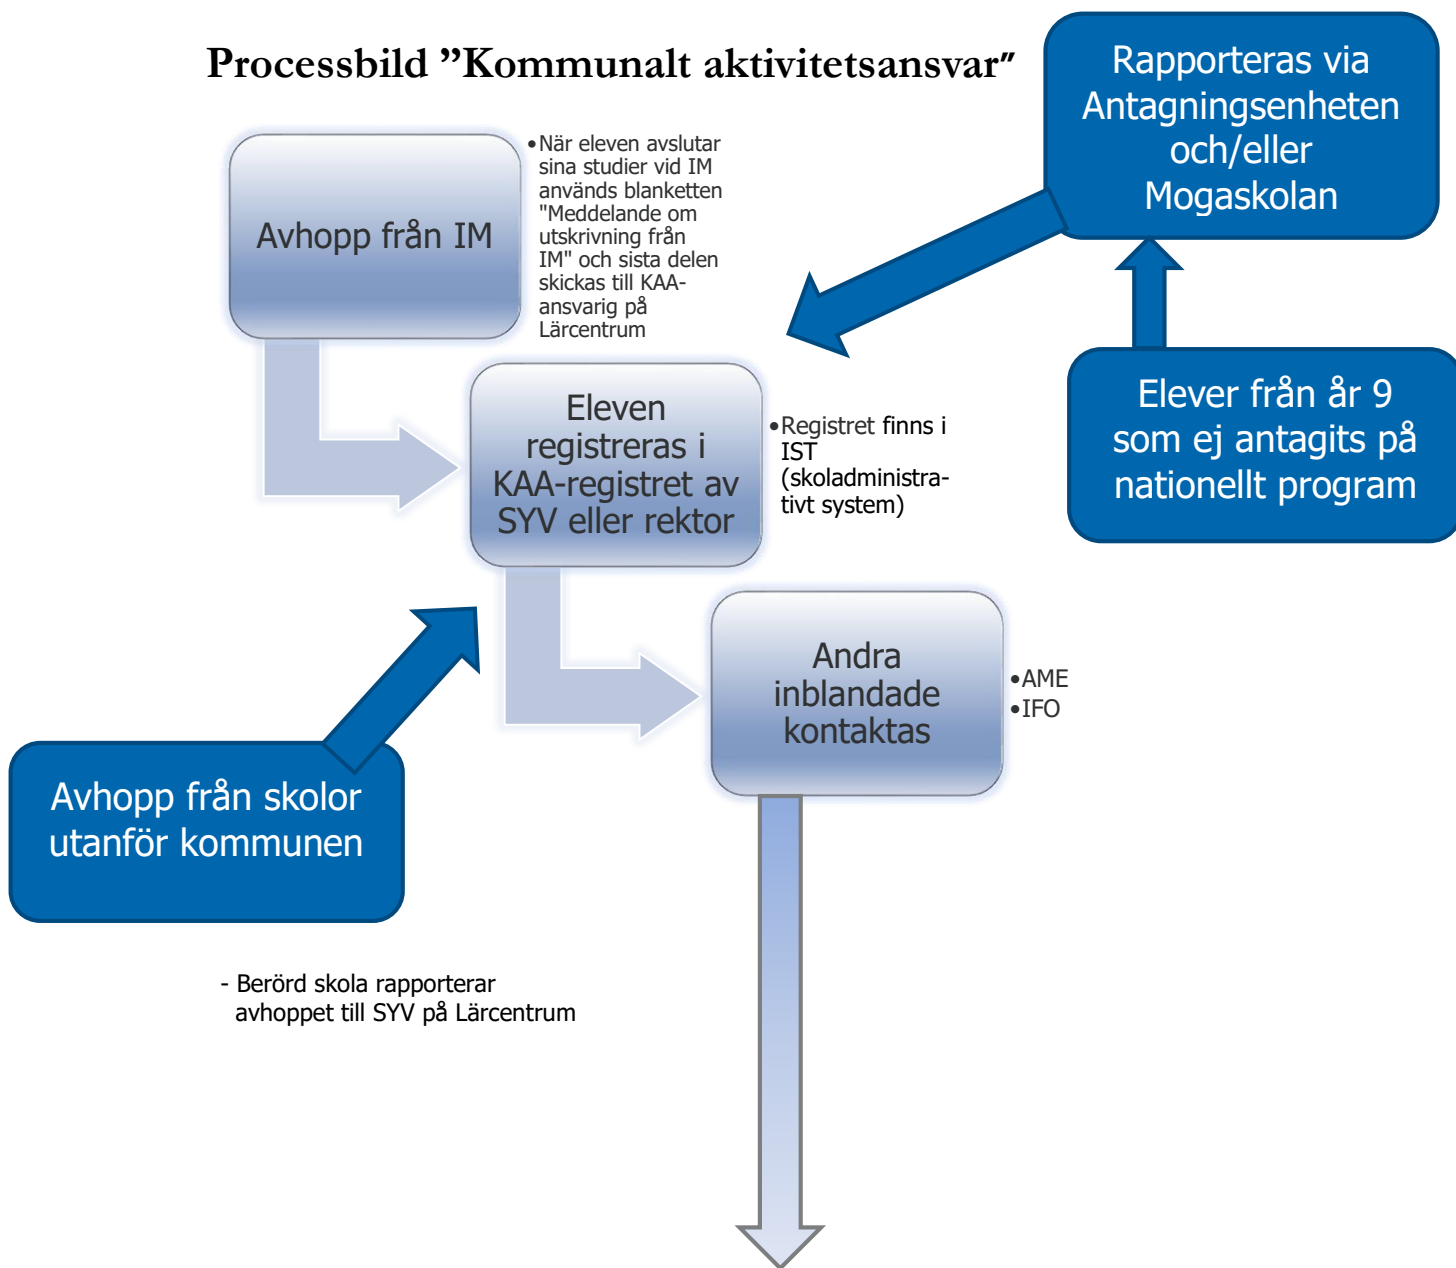 Processbild ”Kommunalt aktivitetsansvar”
Rapporteras via
Antagningsenheten
och/eller
Mogaskolan
Avhopp från IM
•När eleven avslutar
sina studier vid IM
används blanketten
"Meddelande om
utskrivning från
IM" och sista delen
skickas till KAA-
ansvarig på
Lärcentrum
Elever från år 9
som ej antagits på
nationellt program
Eleven
registreras i
KAA-registret av
SYV eller rektor
•Registret finns i
IST
(skoladministra-
tivt system)
Andra
inblandade
kontaktas
•AME
•IFO
Avhopp från skolor
utanför kommunen
- Berörd skola rapporterar
avhoppet till SYV på Lärcentrum